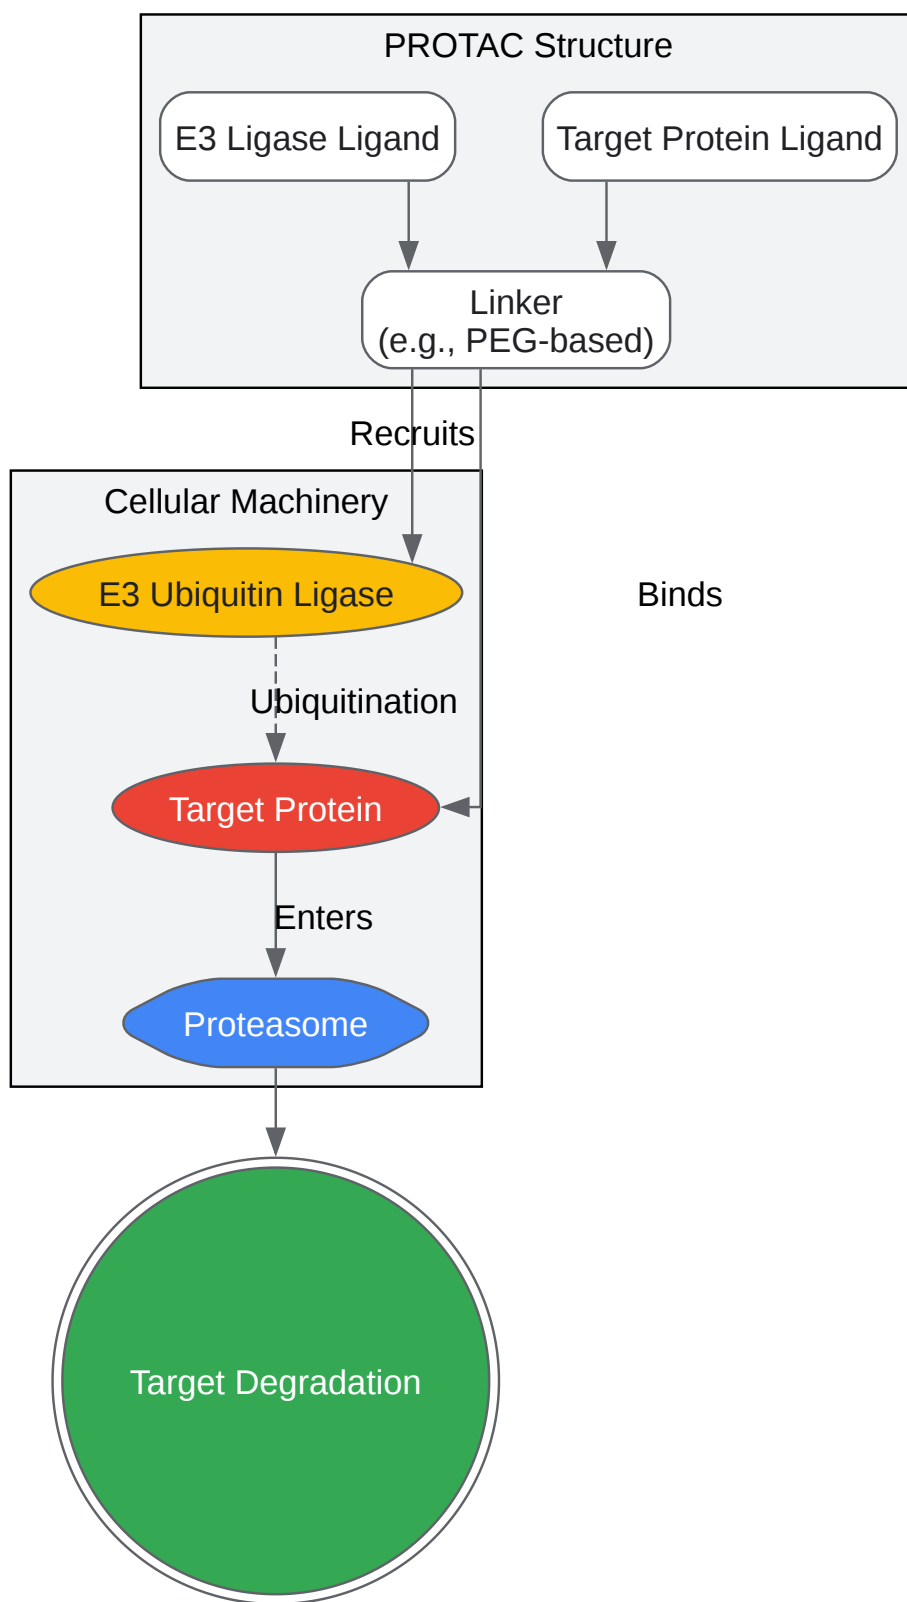 PROTAC Structure
E3 Ligase Ligand
Target Protein Ligand
Linker
(e.g., PEG-based)
Recruits
Cellular Machinery
E3 Ubiquitin Ligase
Binds
Ubiquitination
Target Protein
Enters
Proteasome
Target Degradation